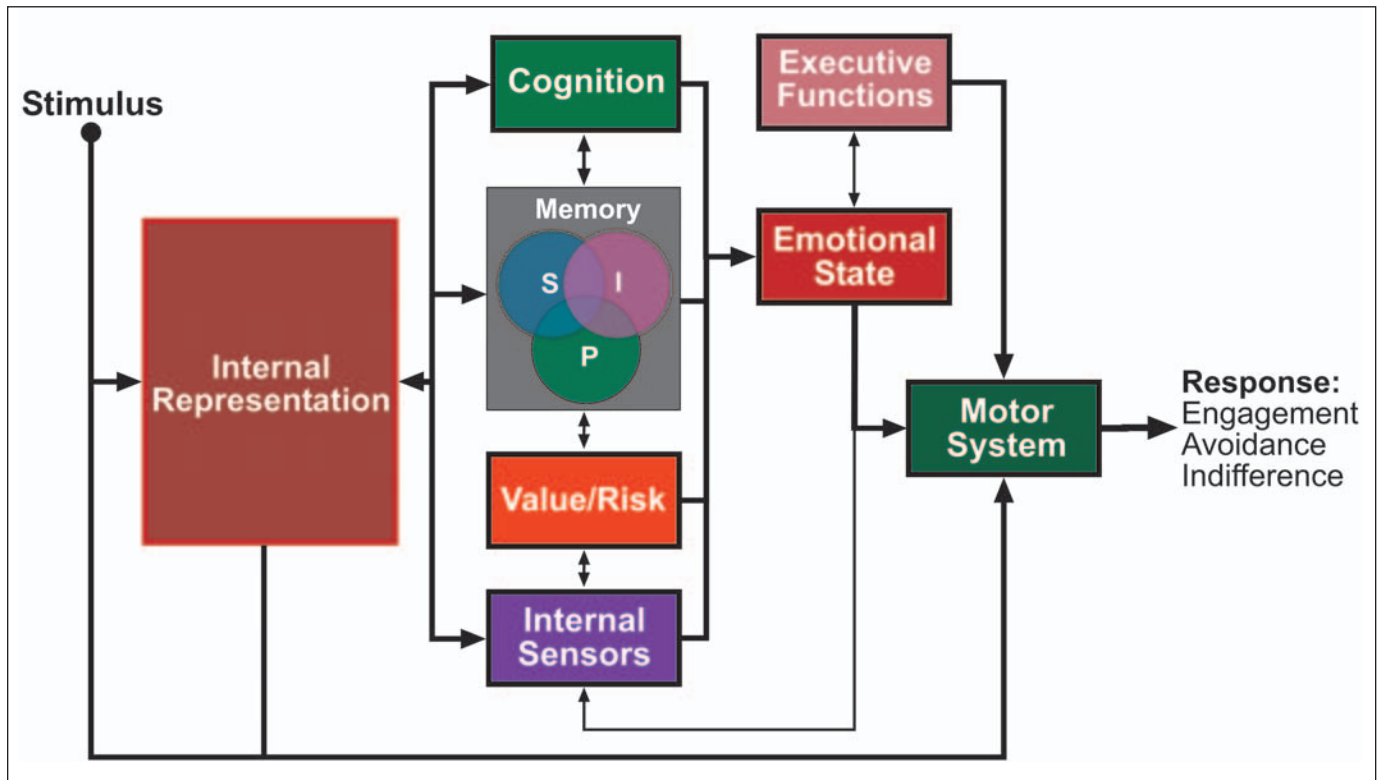 Stimulus
Internal
Representation
Cognition
Memory
S
I
P
Value/Risk
Internal
Sensors
Executive
Functions
Emotional
State
Motor
System
Response:
Engagement
Avoidance
Indifference